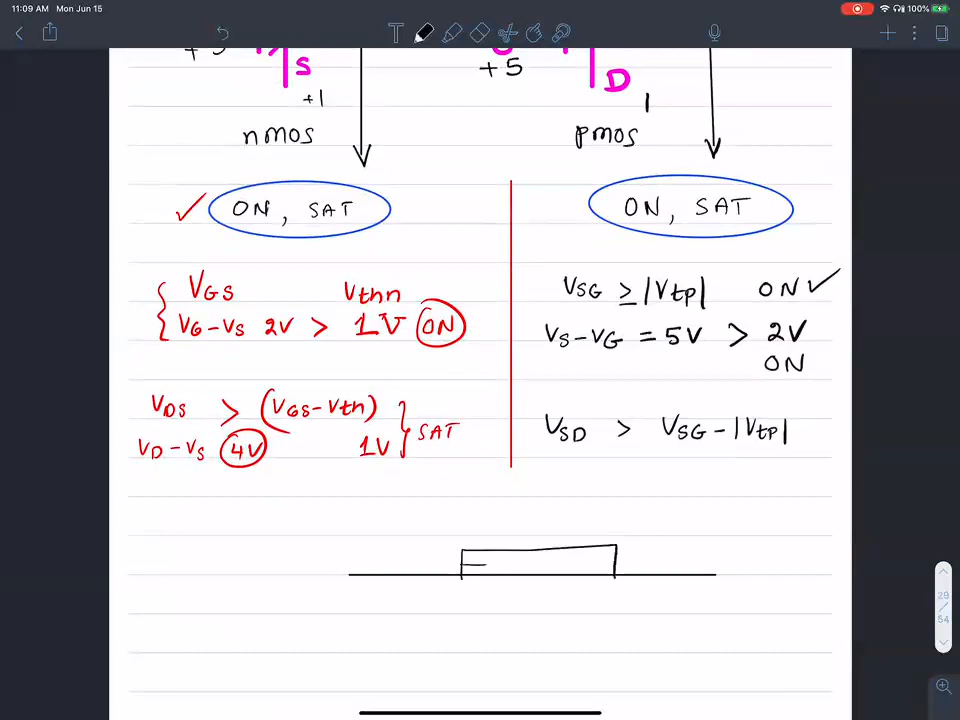 11:09 AM Mon Jun 15
100%
S
+5
D
+1
1
nmos
pmos
ON, SAT
ON, SAT
VGS Vthn
VG-VS 2V > 1V ON
VDS > (VGS-Vtn)
VD-VS 4V 1V
SAT
VSG ≥ |Vtp| ON ✓
VS-VG = 5V > 2V
ON
VSD > VSG-|Vtp|
29
/
54